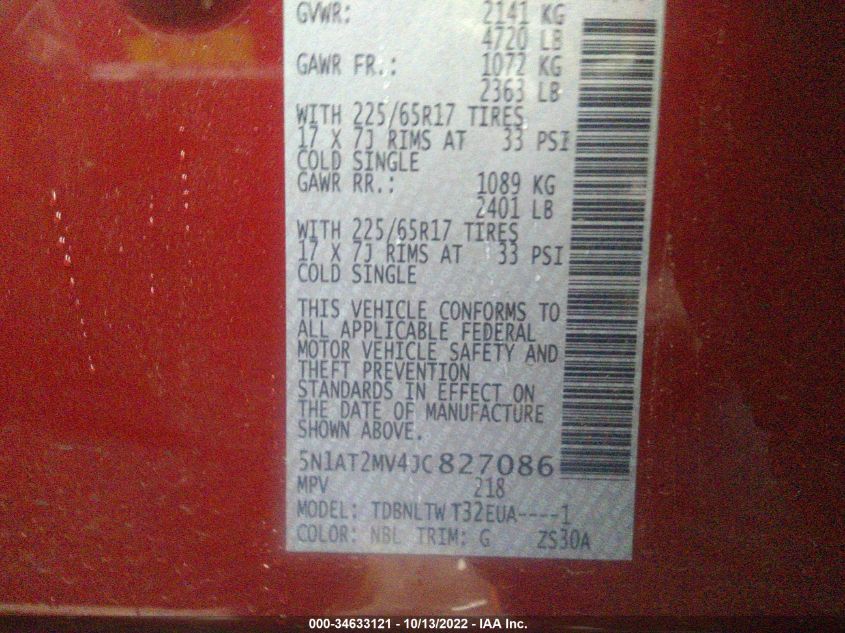 GVWR: 2141 KG
4720 LB
GAWR FR.: 1072 KG
2363 LB
WITH 225/65R17 TIRES
17 X 7J RIMS AT 33 PSI
COLD SINGLE
GAWR RR.: 1089 KG
2401 LB
WITH 225/65R17 TIRES
17 X 7J RIMS AT 33 PSI
COLD SINGLE
THIS VEHICLE CONFORMS TO
ALL APPLICABLE FEDERAL
MOTOR VEHICLE SAFETY AND
THEFT PREVENTION
STANDARDS IN EFFECT ON
THE DATE OF MANUFACTURE
SHOWN ABOVE.
5N1AT2MV4JC827086
MPV 218
MODEL: TDBNLTW T32EUA----1
COLOR: NBL TRIM: G ZS30A
000-34633121 - 10/13/2022 - IAA Inc.